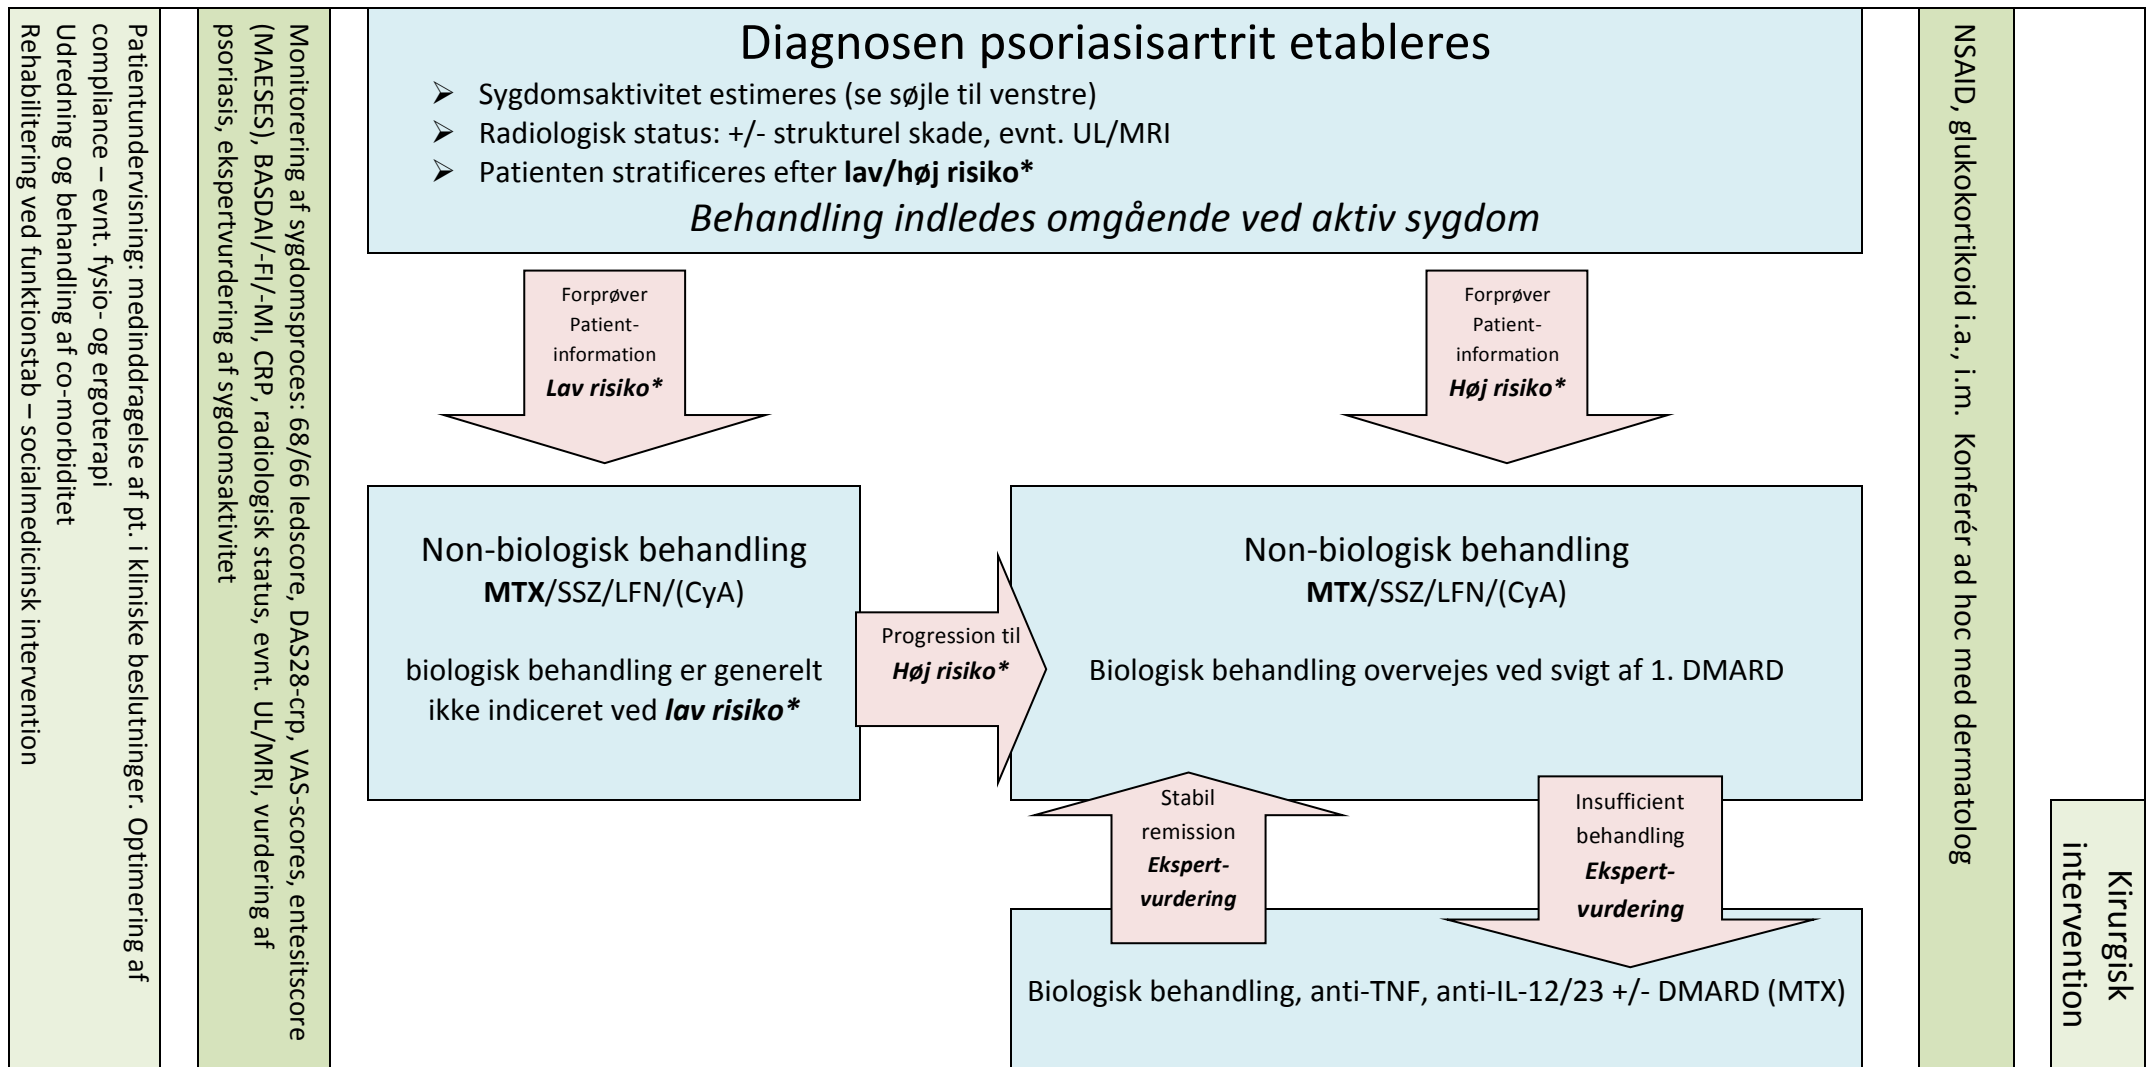 Patientundervisning: medinddragelse af pt. i kliniske beslutninger. Optimering af
compliance – evnt. fysio- og ergoterapi
Udredning og behandling af co-morbiditet
Rehabilitering ved funktionstab – socialmedicinsk intervention
Monitorering af sygdomsproces: 68/66 ledscore, DAS28-crp, VAS-scores, entesitscore
(MAESES), BASDAI/-FI/-MI, CRP, radiologisk status, evnt. UL/MRI, vurdering af
psoriasis, ekspertvurdering af sygdomsaktivitet
Diagnosen psoriasisartrit etableres
➢ Sygdomsaktivitet estimeres (se søjle til venstre)
➢ Radiologisk status: +/- strukturel skade, evnt. UL/MRI
➢ Patienten stratificeres efter lav/høj risiko*
Behandling indledes omgående ved aktiv sygdom
Forprøver
Patient-
information
Lav risiko*
Forprøver
Patient-
information
Høj risiko*
Non-biologisk behandling
MTX/SSZ/LFN/(CyA)
biologisk behandling er generelt
ikke indiceret ved lav risiko*
Progression til
Høj risiko*
Non-biologisk behandling
MTX/SSZ/LFN/(CyA)
Biologisk behandling overvejes ved svigt af 1. DMARD
Stabil
remission
Ekspert-
vurdering
Insufficient
behandling
Ekspert-
vurdering
Biologisk behandling, anti-TNF, anti-IL-12/23 +/- DMARD (MTX)
NSAID, glukokortikoid i.a., i.m. Konferér ad hoc med dermatolog
Kirurgisk
intervention